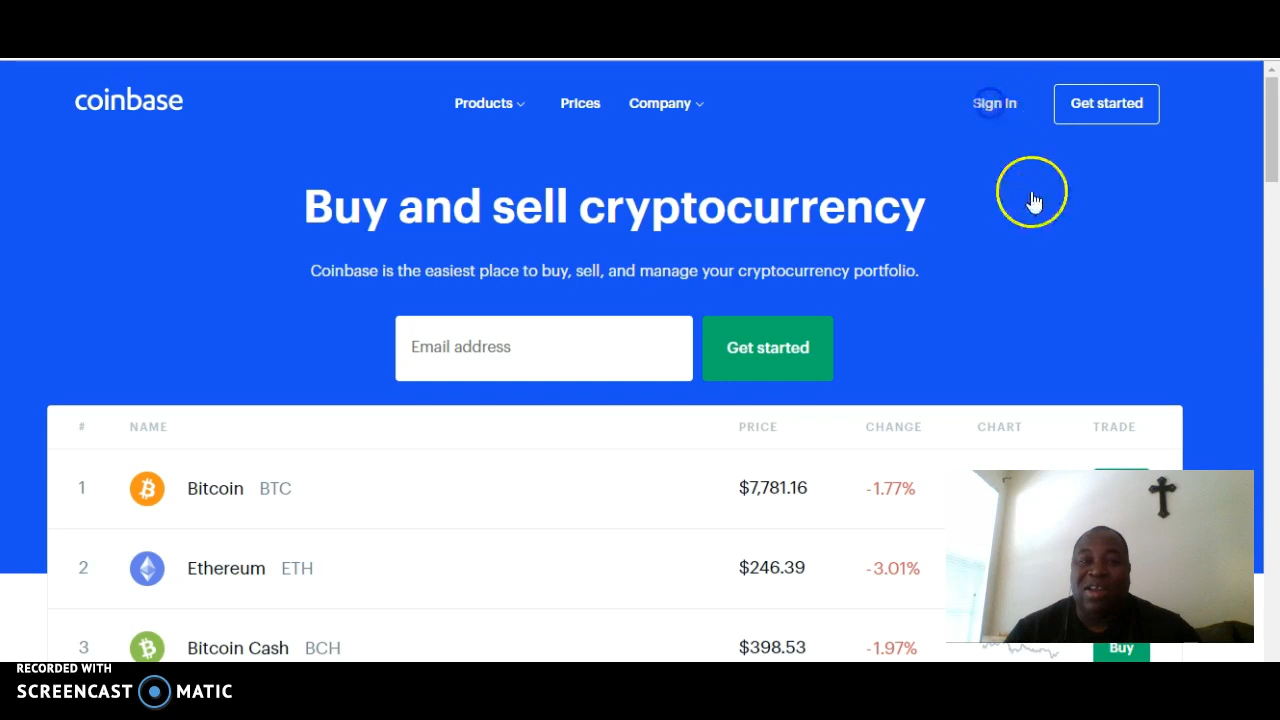 coinbase
Products Prices Company Sign In Get started
Buy and sell cryptocurrency
Coinbase is the easiest place to buy, sell, and manage your cryptocurrency portfolio.
Email address Get started
# NAME PRICE CHANGE CHART TRADE
1 Bitcoin BTC $7,781.16 -1.77%
2 Ethereum ETH $246.39 -3.01%
3 Bitcoin Cash BCH $398.53 -1.97% Buy
RECORDED WITH
SCREENCAST MATIC